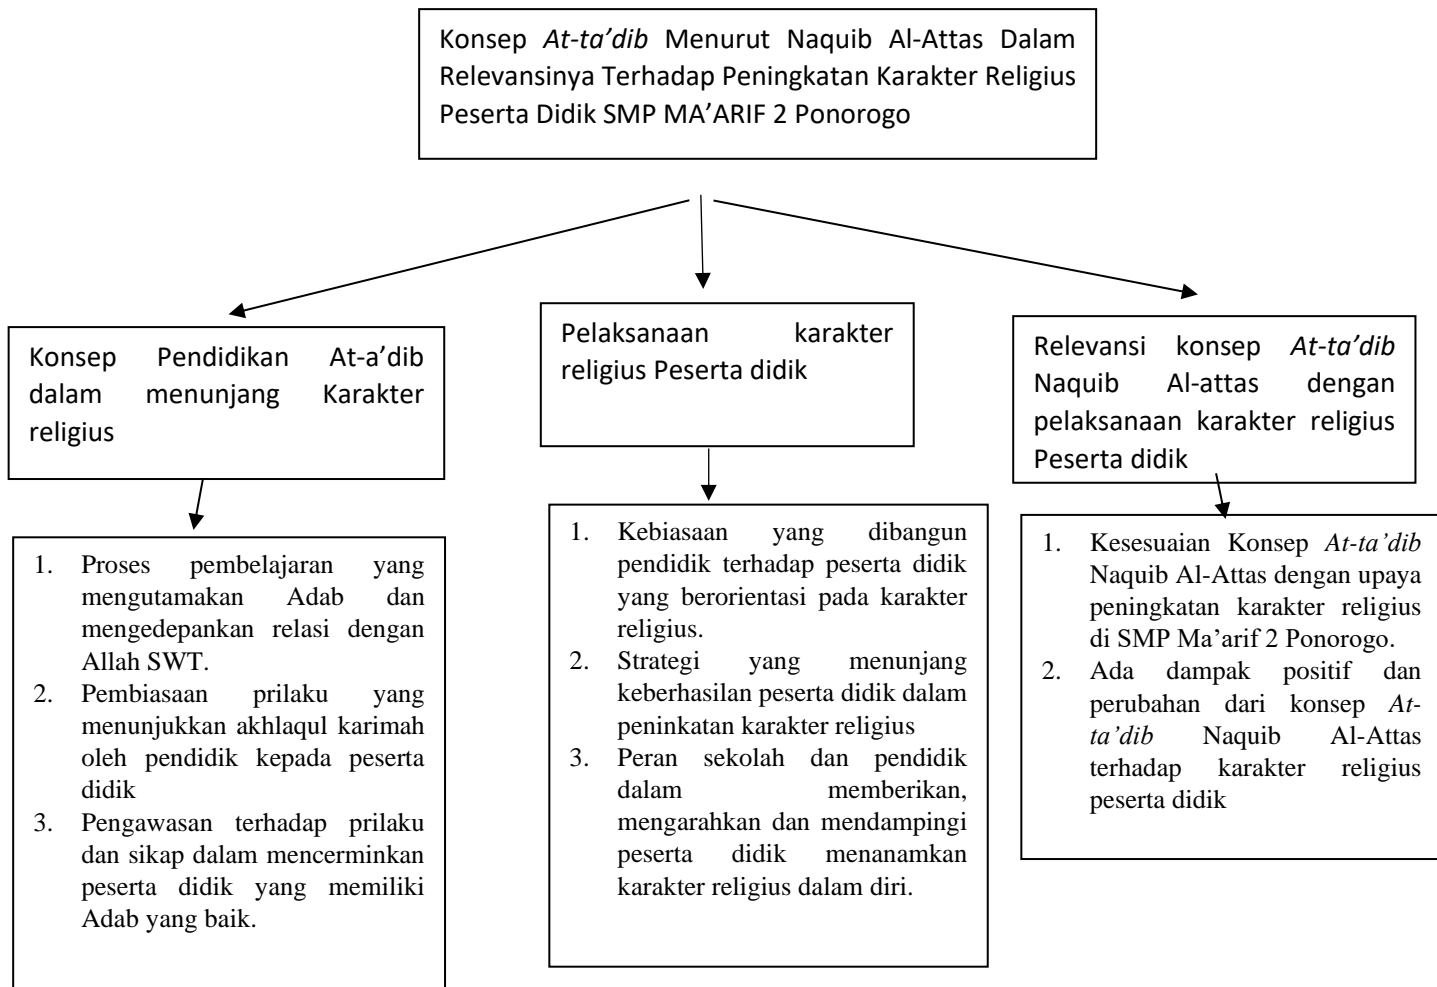 Konsep At-ta’dib Menurut Naquib Al-Attas Dalam
Relevansinya Terhadap Peningkatan Karakter Religius
Peserta Didik SMP MA’ARIF 2 Ponorogo
Konsep Pendidikan At-a’dib
dalam menunjang Karakter
religius
Pelaksanaan karakter
religius Peserta didik
Relevansi konsep At-ta’dib
Naquib Al-attas dengan
pelaksanaan karakter religius
Peserta didik
1. Proses pembelajaran yang
mengutamakan Adab dan
mengedepankan relasi dengan
Allah SWT.
2. Pembiasaan prilaku yang
menunjukkan akhlaqul karimah
oleh pendidik kepada peserta
didik
3. Pengawasan terhadap prilaku
dan sikap dalam mencerminkan
peserta didik yang memiliki
Adab yang baik.
1. Kebiasaan yang dibangun
pendidik terhadap peserta didik
yang berorientasi pada karakter
religius.
2. Strategi yang menunjang
keberhasilan peserta didik dalam
peninkatan karakter religius
3. Peran sekolah dan pendidik
dalam memberikan,
mengarahkan dan mendampingi
peserta didik menanamkan
karakter religius dalam diri.
1. Kesesuaian Konsep At-ta’dib
Naquib Al-Attas dengan upaya
peningkatan karakter religius
di SMP Ma’arif 2 Ponorogo.
2. Ada dampak positif dan
perubahan dari konsep At-
ta’dib Naquib Al-Attas
terhadap karakter religius
peserta didik